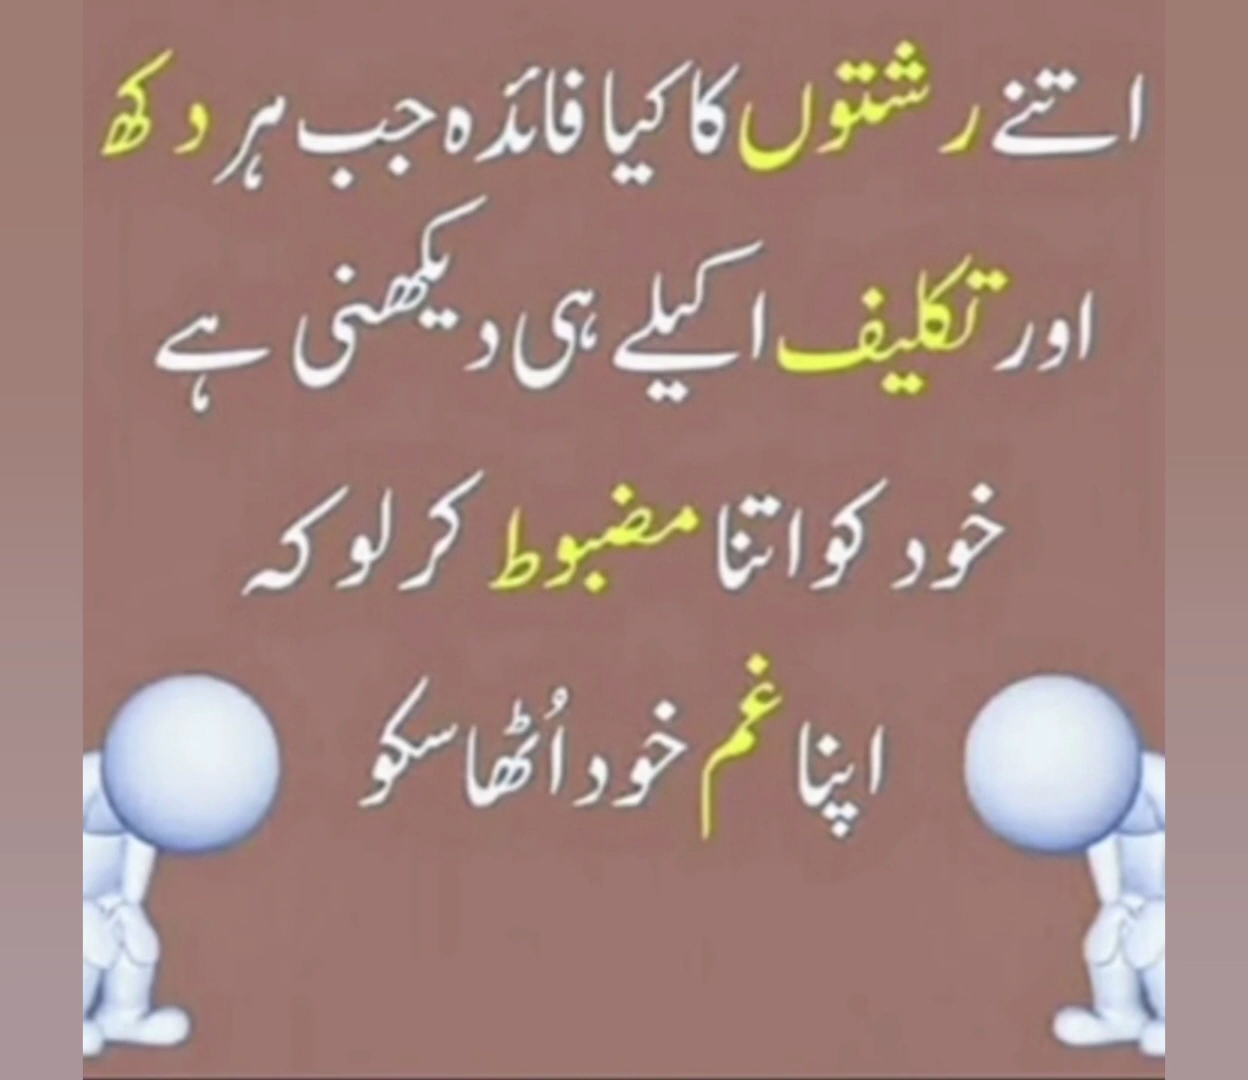 اتنے رشتوں کا کیا فائدہ جب ہر دکھ
اور تکلیف اکیلے ہی دیکھنی ہے
خود کو اتنا مضبوط کر لو کہ
اپنا غم خود اُٹھا سکو